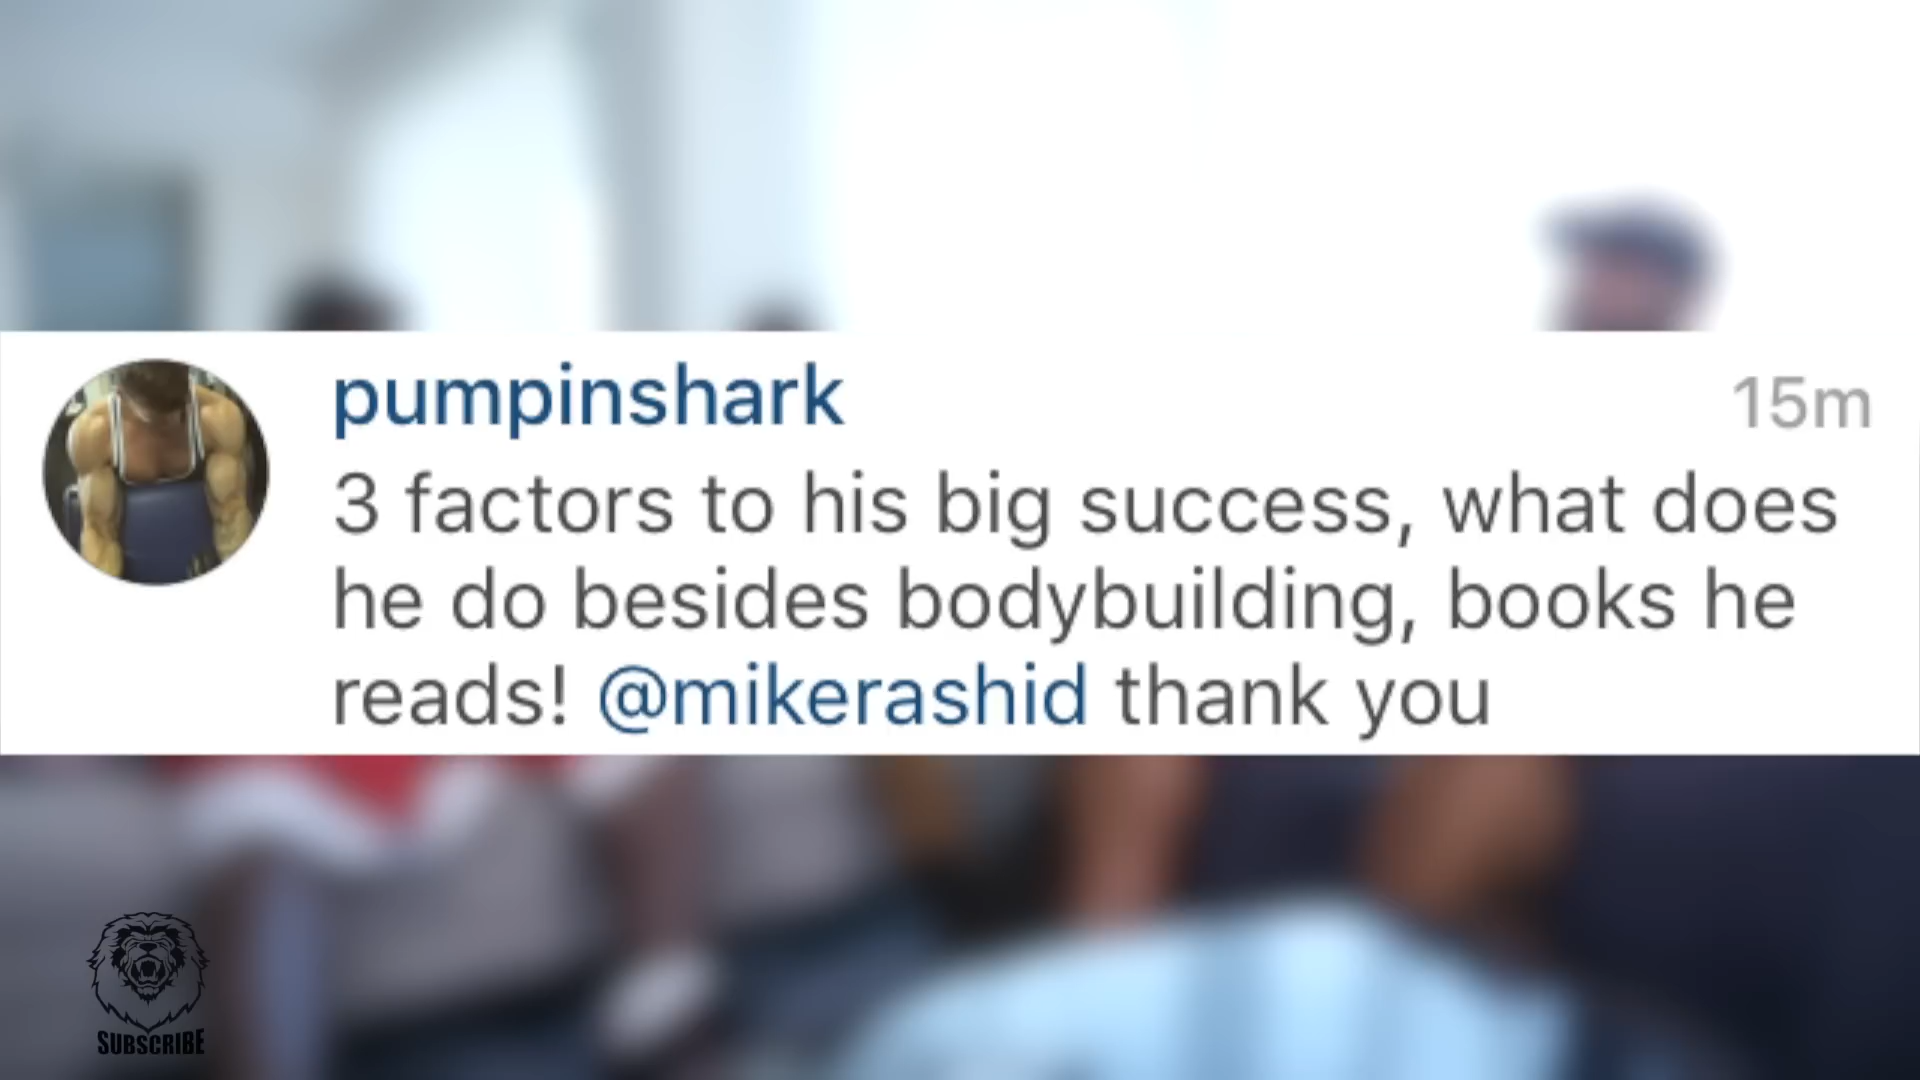 pumpinshark
15m
3 factors to his big success, what does
he do besides bodybuilding, books he
reads! @mikerashid thank you
SUBSCRIBE